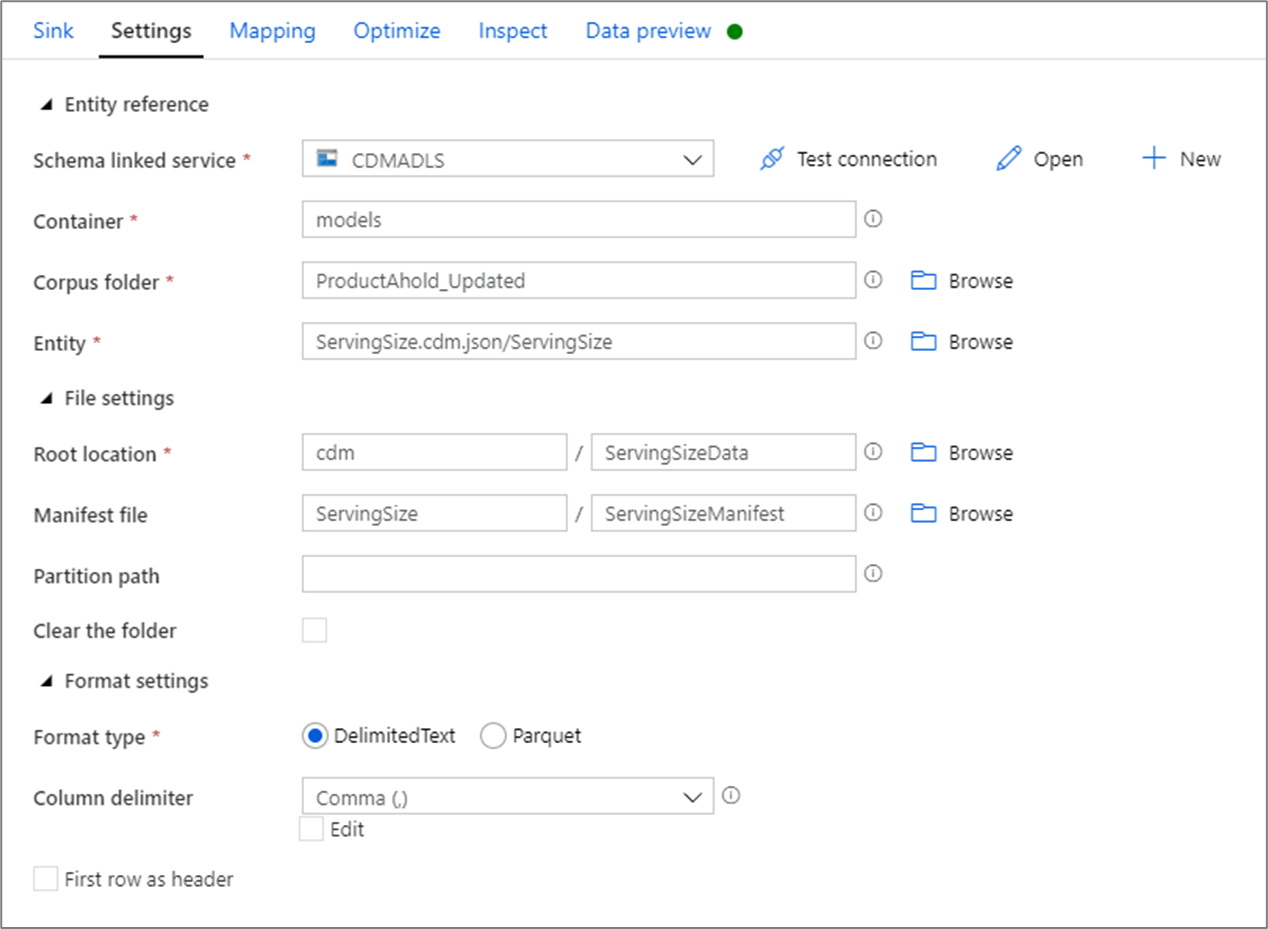 Sink Settings Mapping Optimize Inspect Data preview
Entity reference
Schema linked service * CDMADLS Test connection Open New
Container * models
Corpus folder * ProductAhold_Updated Browse
Entity * ServingSize.cdm.json/ServingSize Browse
File settings
Root location * cdm / ServingSizeData Browse
Manifest file ServingSize / ServingSizeManifest Browse
Partition path
Clear the folder
Format settings
Format type * DelimitedText Parquet
Column delimiter Comma (,)
Edit
First row as header